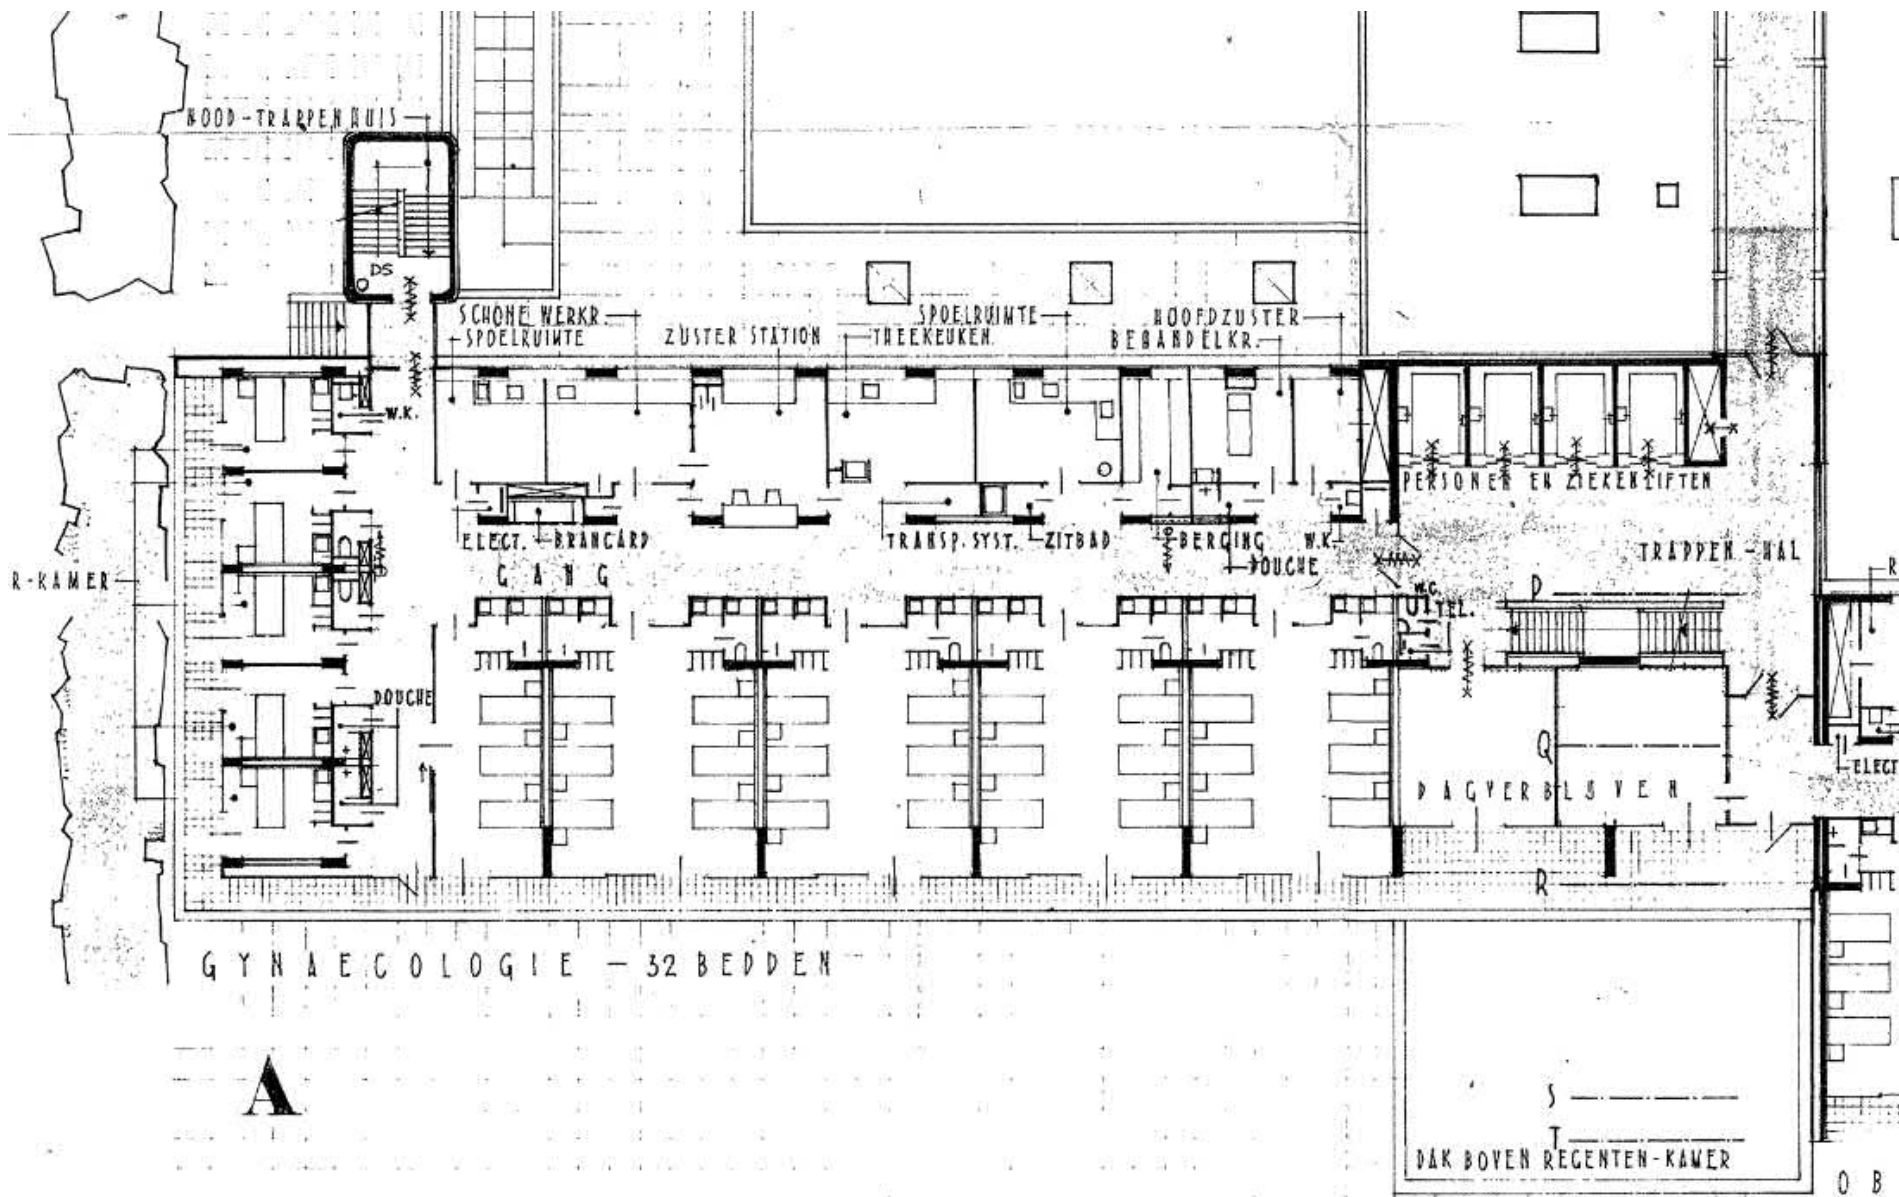 NOOD-TRAPPENHUIS
DS
SCHONE WERKR.
SPOELRUIMTE
ZUSTER STATION
THEEKEUKEN.
SPOELRUIMTE
HOOFDZUSTER
BEHANDELKR.
W.K.
PERSONEN EN ZIEKENLIFTEN
ELECT.
BRANCARD
TRANSP. SYST.
ZITBAD
BERGING
W.K.
DOUCHE
TRAPPEN-HAL
R-KAMER
GANG
P
R
W.C.
TEL.
DOUCHE
Q
ELECT
DAGVERBLIJVEN
R
GYNAECOLOGIE - 32 BEDDEN
A
S
T
DAK BOVEN REGENTEN-KAMER
O B